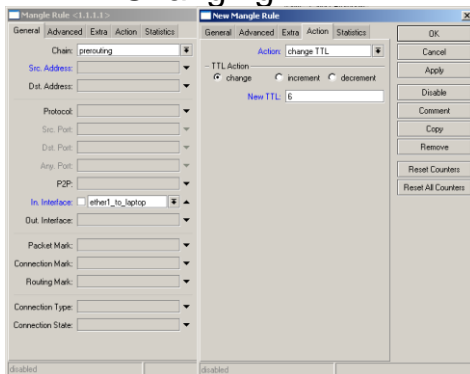 Mangle Rule <1.1.1.1>
General Advanced Extra Action Statistics
Chain: prerouting
Src. Address:
Dst. Address:
Protocol:
Src. Port:
Dst. Port:
Any. Port:
P2P:
In. Interface: ether1_to_laptop
Out. Interface:
Packet Mark:
Connection Mark:
Routing Mark:
Connection Type:
Connection State:
disabled
New Mangle Rule
General Advanced Extra Action Statistics
Action: change TTL
TTL Action
change increment decrement
New TTL: 6
disabled
OK
Cancel
Apply
Disable
Comment
Copy
Remove
Reset Counters
Reset All Counters